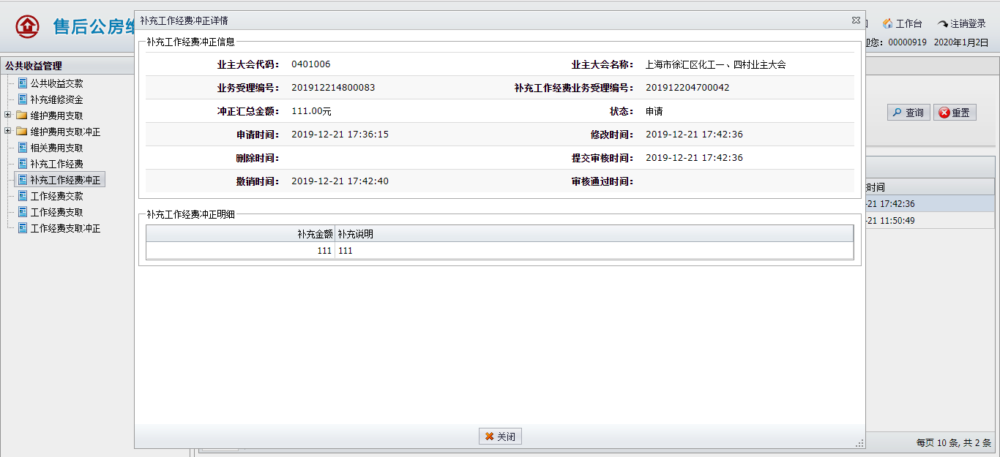 售后公房维
工作台 注销登录
您: 00000919 2020年1月2日
公共收益管理
公共收益交款
补充维修资金
维护费用支取
维护费用支取冲正
相关费用支取
补充工作经费
补充工作经费冲正
工作经费交款
工作经费支取
工作经费支取冲正
补充工作经费冲正详情
补充工作经费冲正信息
业主大会代码: 0401006 业主大会名称: 上海市徐汇区化工一、四村业主大会
业务受理编号: 201912214800083 补充工作经费业务受理编号: 201912204700042
冲正汇总金额: 111.00元 状态: 申请
申请时间: 2019-12-21 17:36:15 修改时间: 2019-12-21 17:42:36
删除时间: 提交审核时间: 2019-12-21 17:42:36
撤销时间: 2019-12-21 17:42:40 审核通过时间:
补充工作经费冲正明细
补充金额 补充说明
111 111
关闭
查询 重置
时间
-21 17:42:36
-21 11:50:49
每页 10 条, 共 2 条